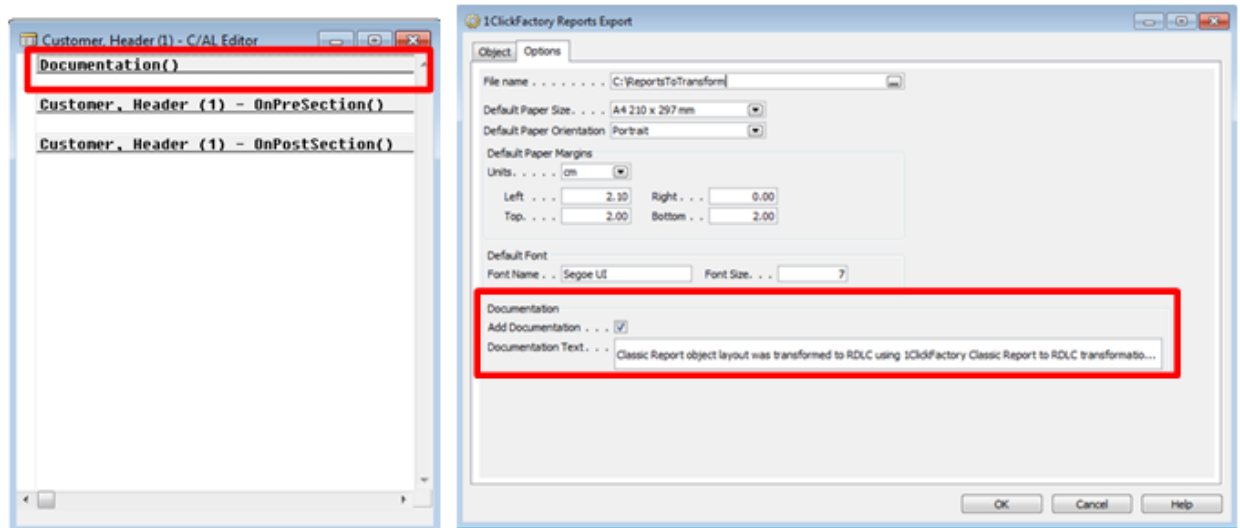 Customer, Header (1) - C/AL Editor
Documentation()
Customer, Header (1) - OnPreSection()
Customer, Header (1) - OnPostSection()
1ClickFactory Reports Export
Object Options
File name . . . . . . . . C:\ReportsToTransform
Default Paper Size. . . . A4 210 x 297 mm
Default Paper Orientation Portrait
Default Paper Margins
Units. . . . . cm
Left . . . 2.10 Right . . . 0.00
Top. . . . 2.00 Bottom . . 2.00
Default Font
Font Name . . Segoe UI Font Size. . . 7
Documentation
Add Documentation . . .
Documentation Text. . . Classic Report object layout was transformed to RDLC using 1ClickFactory Classic Report to RDLC transformatio...
OK Cancel Help